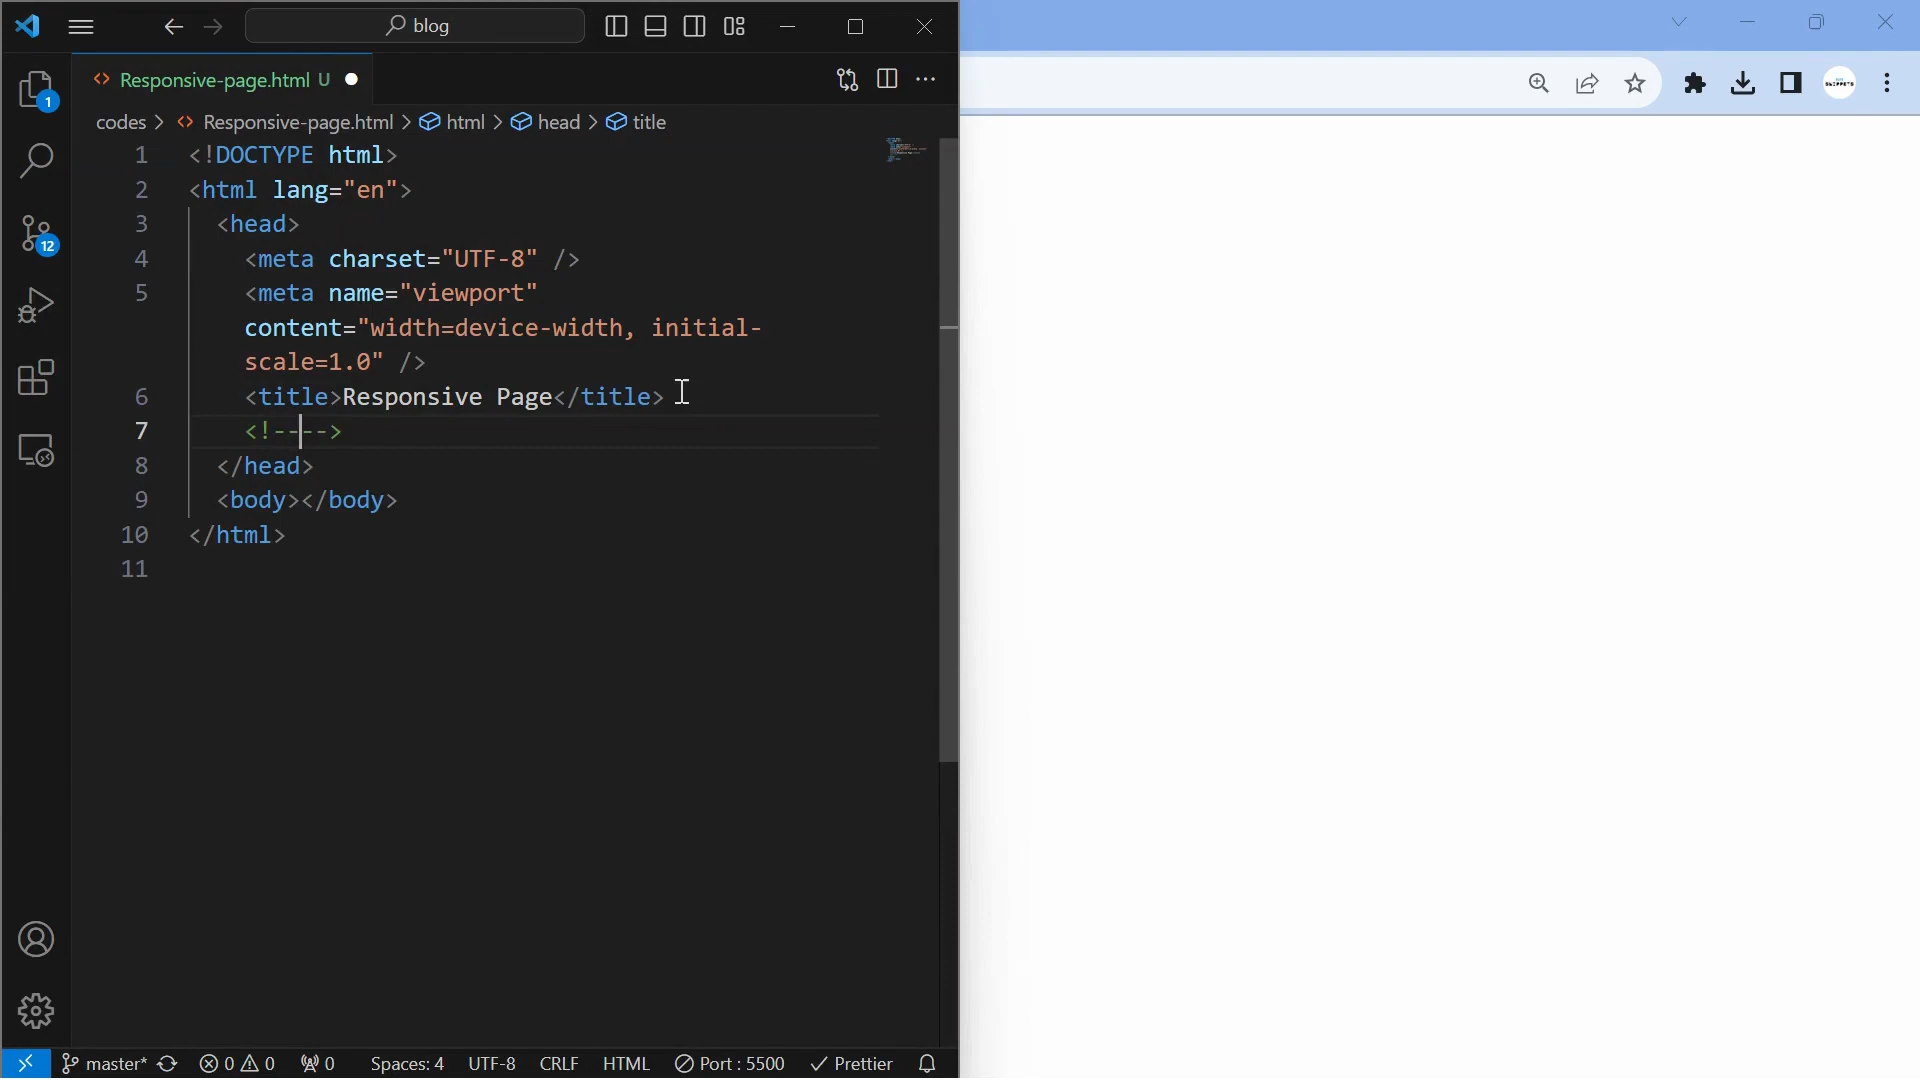 blog
Responsive-page.html U
codes > Responsive-page.html > html > head > title
1 <!DOCTYPE html>
2 <html lang="en">
3 <head>
4 <meta charset="UTF-8" />
5 <meta name="viewport"
content="width=device-width, initial-
scale=1.0" />
6 <title>Responsive Page</title>
7 <!---->
8 </head>
9 <body></body>
10 </html>
11
1
12
master* 0 0 0 Spaces: 4 UTF-8 CRLF HTML Port : 5500 Prettier